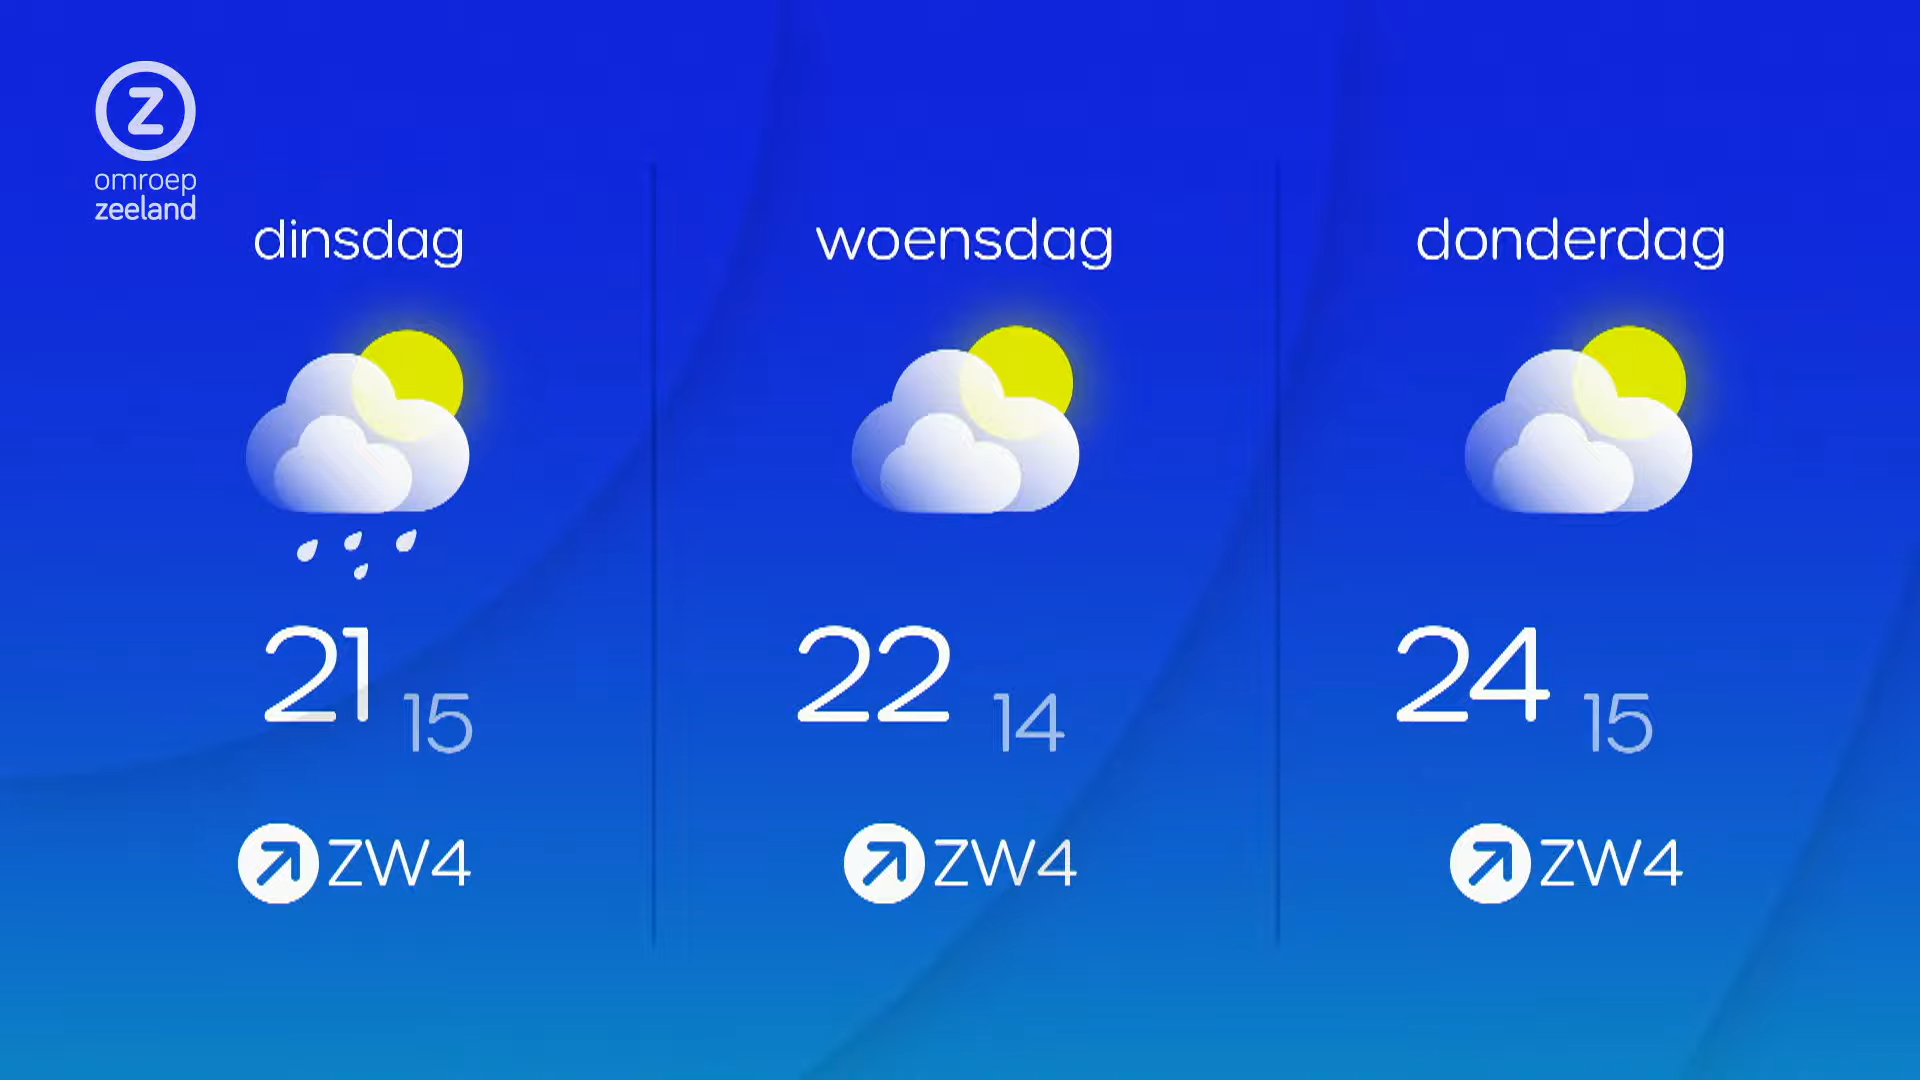 Z
omroep
zeeland
dinsdag
woensdag
donderdag
21 15
22 14
24 15
ZW4
ZW4
ZW4